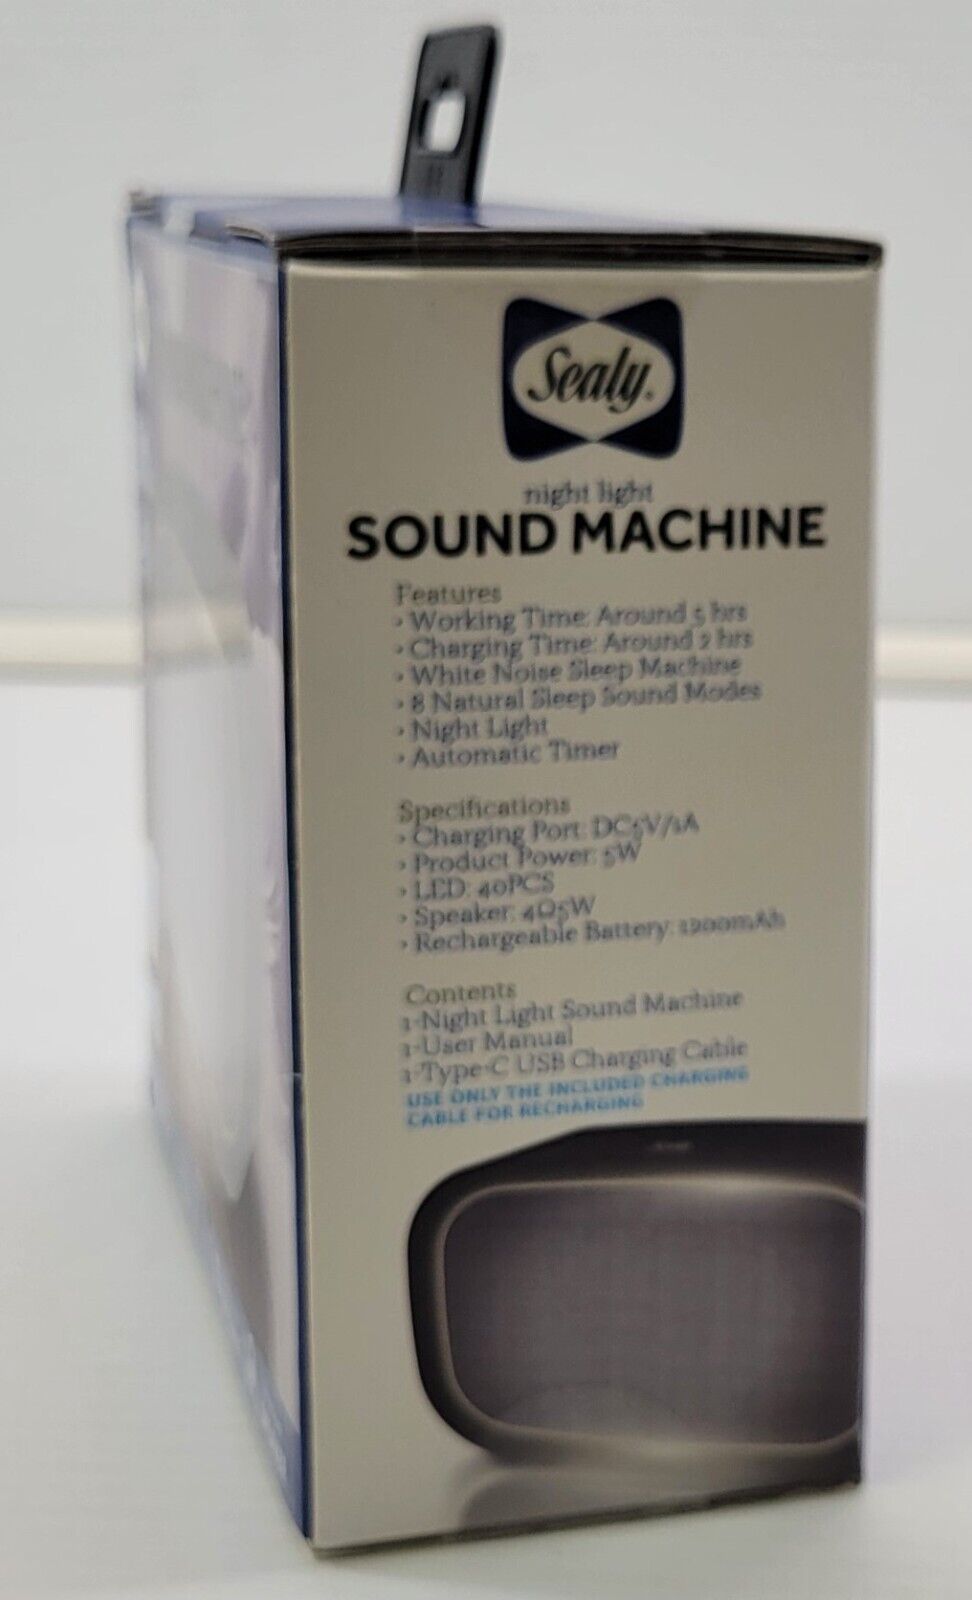 Sealy.
night light
SOUND MACHINE
Features
• Working Time: Around 5 hrs
• Charging Time: Around 2 hrs
• White Noise Sleep Machine
• 8 Natural Sleep Sound Modes
• Night Light
• Automatic Timer
Specifications
• Charging Port: DC5V/1A
• Product Power: 5W
• LED: 40PCS
• Speaker: 4Ω5W
• Rechargeable Battery: 1200mAh
Contents
1-Night Light Sound Machine
1-User Manual
1-Type-C USB Charging Cable
USE ONLY THE INCLUDED CHARGING
CABLE FOR RECHARGING